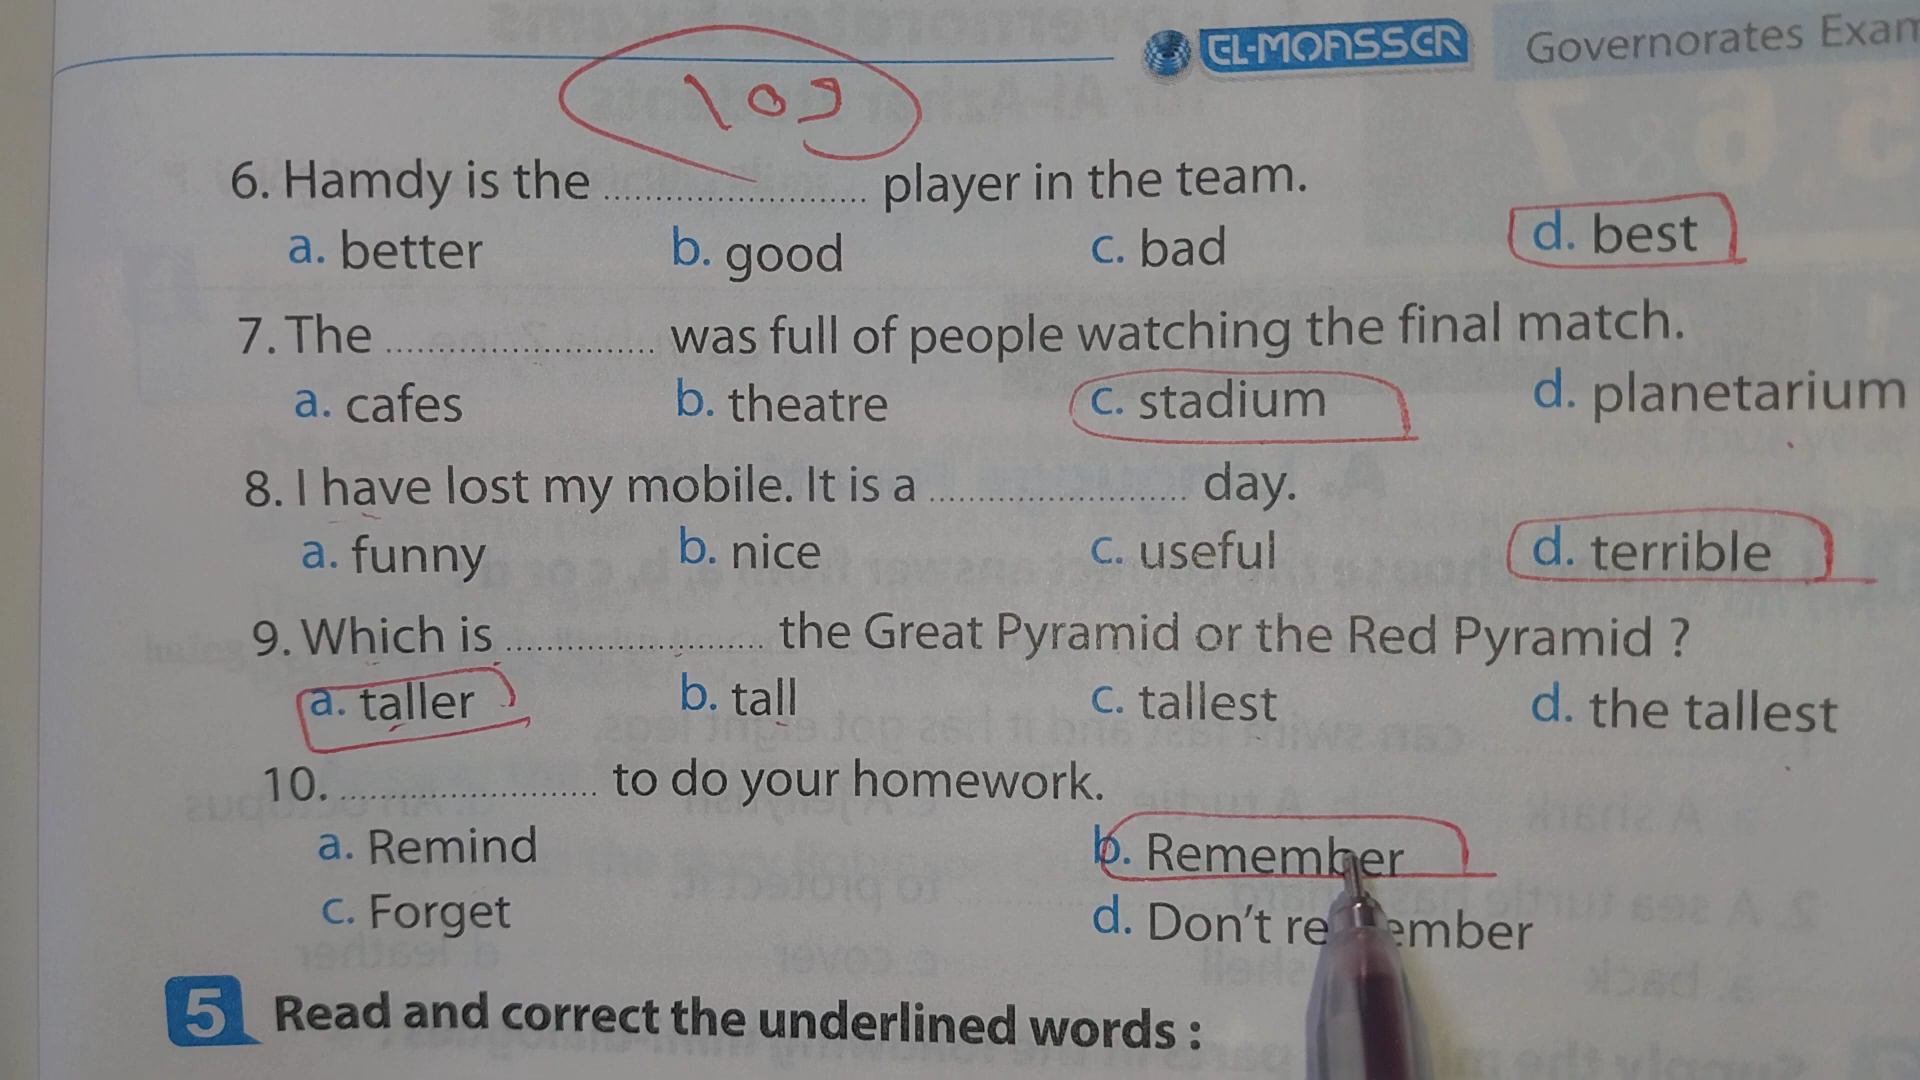 EL-MOASSER Governorates Exam
6. Hamdy is the ........................ player in the team.
a. better b. good c. bad d. best
7. The ........................ was full of people watching the final match.
a. cafes b. theatre c. stadium d. planetarium
8. I have lost my mobile. It is a ........................ day.
a. funny b. nice c. useful d. terrible
9. Which is ........................ the Great Pyramid or the Red Pyramid ?
a. taller b. tall c. tallest d. the tallest
10. ........................ to do your homework.
a. Remind b. Remember
c. Forget d. Don't remember
5 Read and correct the underlined words :